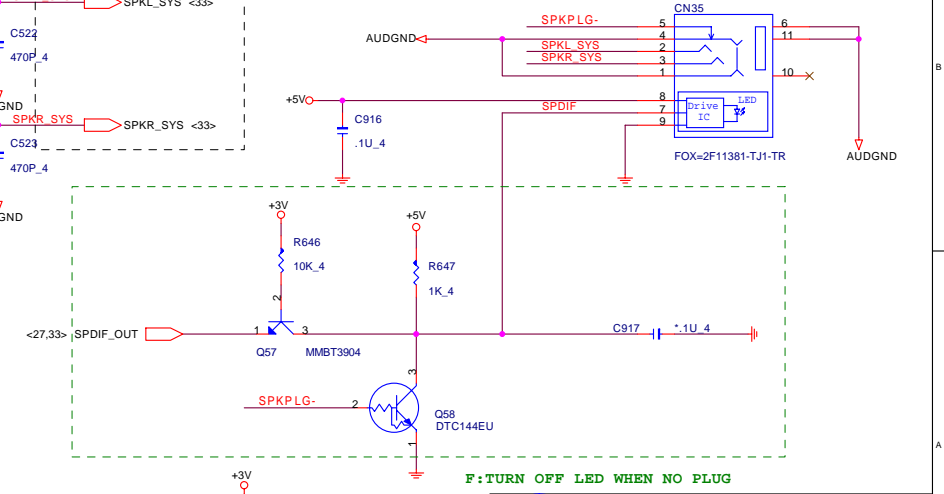 SPKL_SYS <33>
C522
470P_4
GND
SPKR_SYS
SPKR_SYS <33>
C523
470P_4
GND
CN35
SPKPLG-
5
6
AUDGND
4
11
SPKL_SYS
2
SPKR_SYS
3
1
10
+5V
8
SPDIF
7
9
Drive
IC
LED
C916
.1U_4
FOX=2F11381-TJ1-TR
AUDGND
B
+3V
+5V
R646
10K_4
R647
1K_4
2
<27,33>
SPDIF_OUT
1
3
Q57
MMBT3904
C917
*.1U_4
3
SPKPLG-
2
Q58
DTC144EU
1
A
+3V
F:TURN OFF LED WHEN NO PLUG